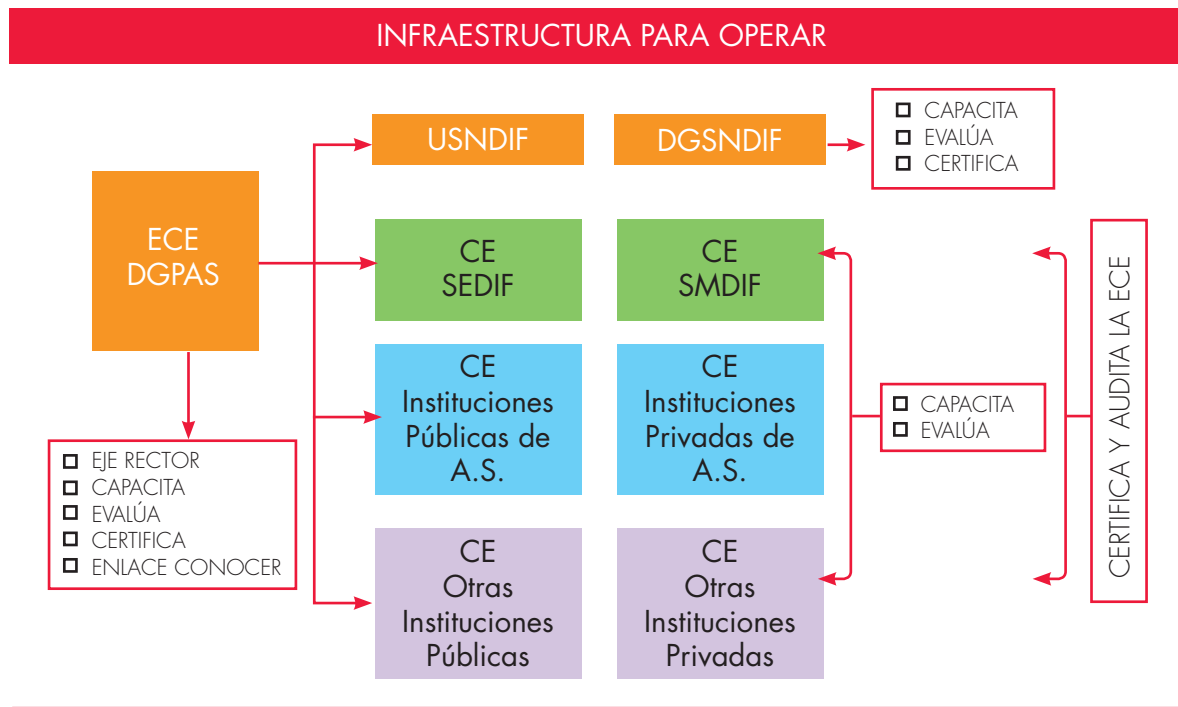 INFRAESTRUCTURA PARA OPERAR
USNDIF
DGSNDIF
CAPACITA
EVALÚA
CERTIFICA
ECE
DGPAS
CE
SEDIF
CE
SMDIF
CE
Instituciones
Públicas de
A.S.
CE
Instituciones
Privadas de
A.S.
CAPACITA
EVALÚA
CERTIFICA Y AUDITA LA ECE
EJE RECTOR
CAPACITA
EVALÚA
CERTIFICA
ENLACE CONOCER
CE
Otras
Instituciones
Públicas
CE
Otras
Instituciones
Privadas